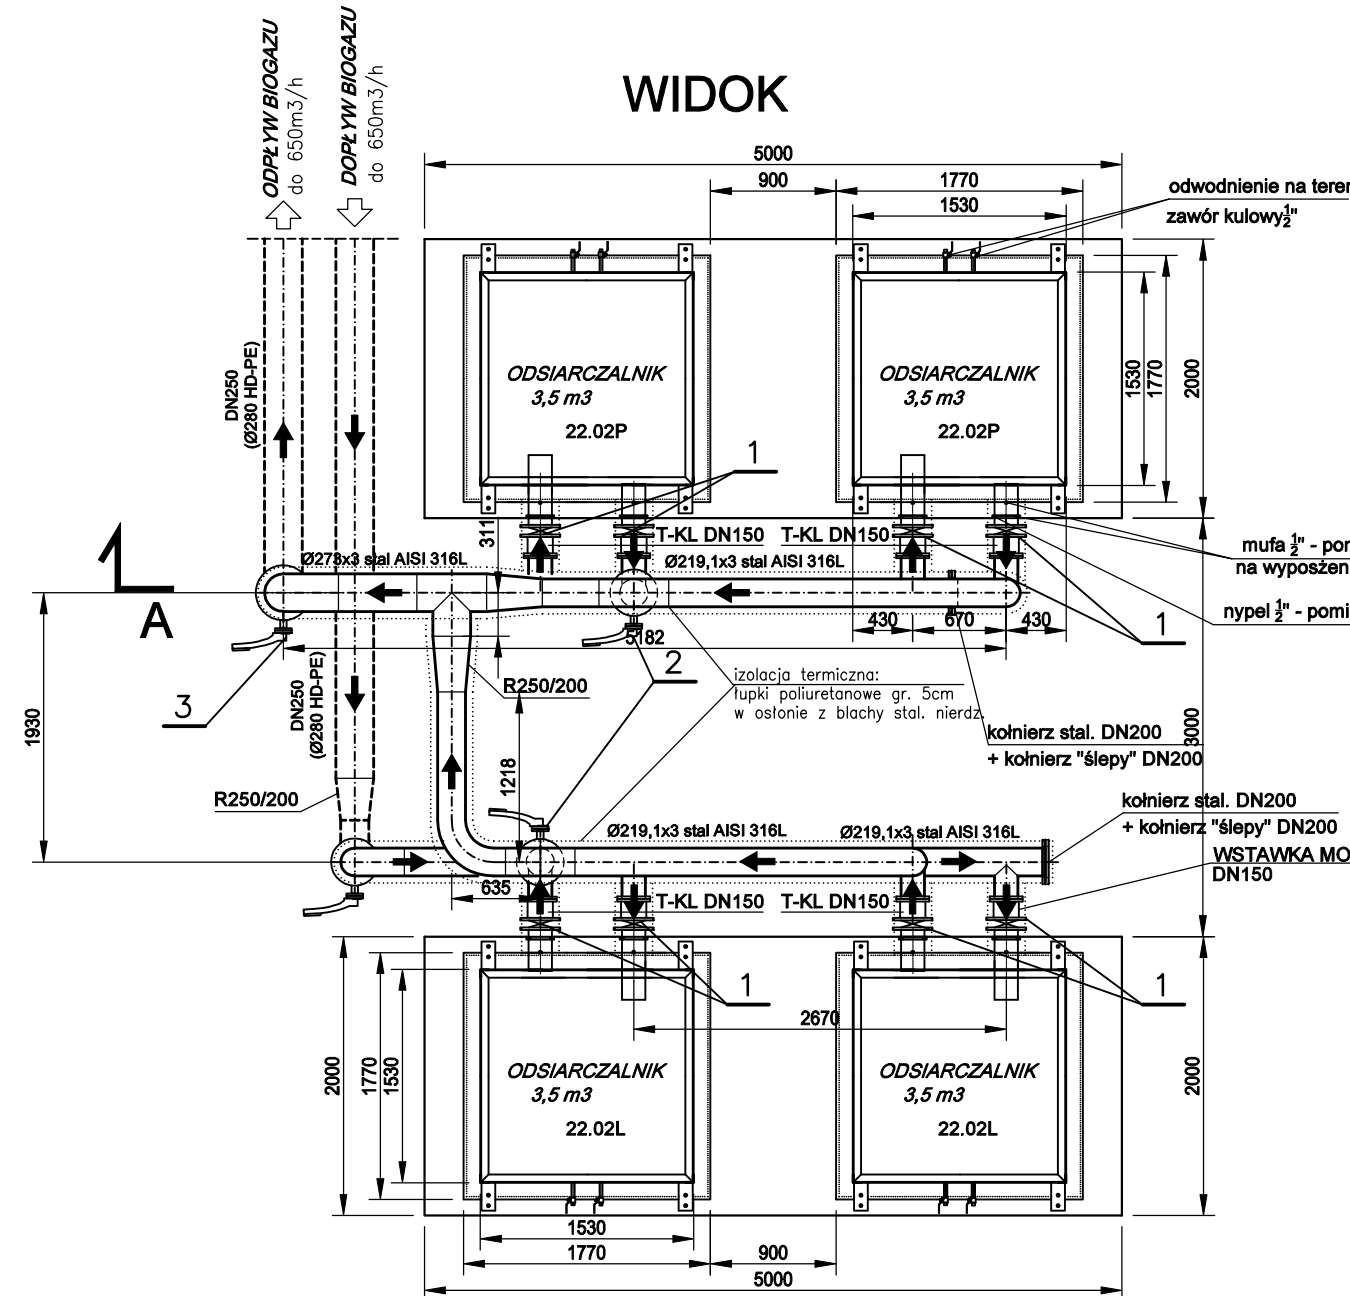 ODPŁYW BIOGAZU
do 650m3/h
DOPŁYW BIOGAZU
do 650m3/h
WIDOK
5000
900
1770
1530
odwodnienie na teren
zawór kulowy½"
DN250
(Ø280 HD-PE)
ODSIARCZALNIK
3,5 m3
22.02P
ODSIARCZALNIK
3,5 m3
22.02P
1530
1770
2000
1
311
T-KL DN150
T-KL DN150
mufa ½" - por
na wyposżen
Ø273x3 stal AISI 316L
Ø219,1x3 stal AISI 316L
nypel ½" - pomi
A
430
670
430
1
5182
2
3
R250/200
izolacja termiczna:
łupki poliuretanowe gr. 5cm
w osłonie z blachy stal. nierdz.
DN250
(Ø280 HD-PE)
1930
3000
kołnierz stal. DN200
+ kołnierz "ślepy" DN200
1218
R250/200
kołnierz stal. DN200
+ kołnierz "ślepy" DN200
Ø219,1x3 stal AISI 316L
Ø219,1x3 stal AISI 316L
WSTAWKA MO
DN150
635
T-KL DN150
T-KL DN150
1
1
2670
2000
1770
1530
ODSIARCZALNIK
3,5 m3
22.02L
ODSIARCZALNIK
3,5 m3
22.02L
2000
1530
1770
900
5000